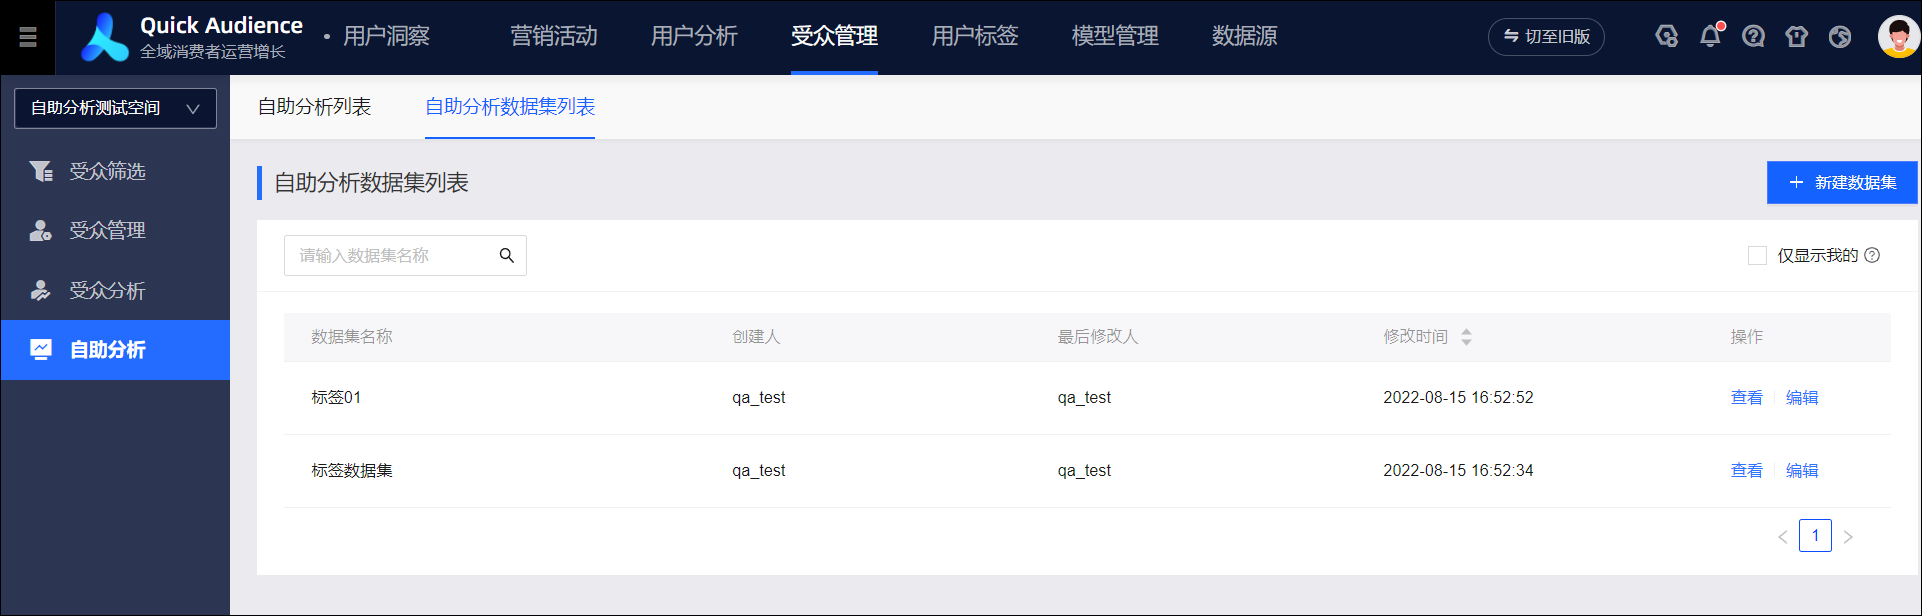 Quick Audience
全域消费者运营增长
用户洞察
营销活动
用户分析
受众管理
用户标签
模型管理
数据源
切至旧版
自助分析测试空间
受众筛选
受众管理
受众分析
自助分析
自助分析列表
自助分析数据集列表
自助分析数据集列表
新建数据集
请输入数据集名称
仅显示我的
数据集名称 创建人 最后修改人 修改时间 操作
标签01 qa_test qa_test 2022-08-15 16:52:52 查看 编辑
标签数据集 qa_test qa_test 2022-08-15 16:52:34 查看 编辑
1